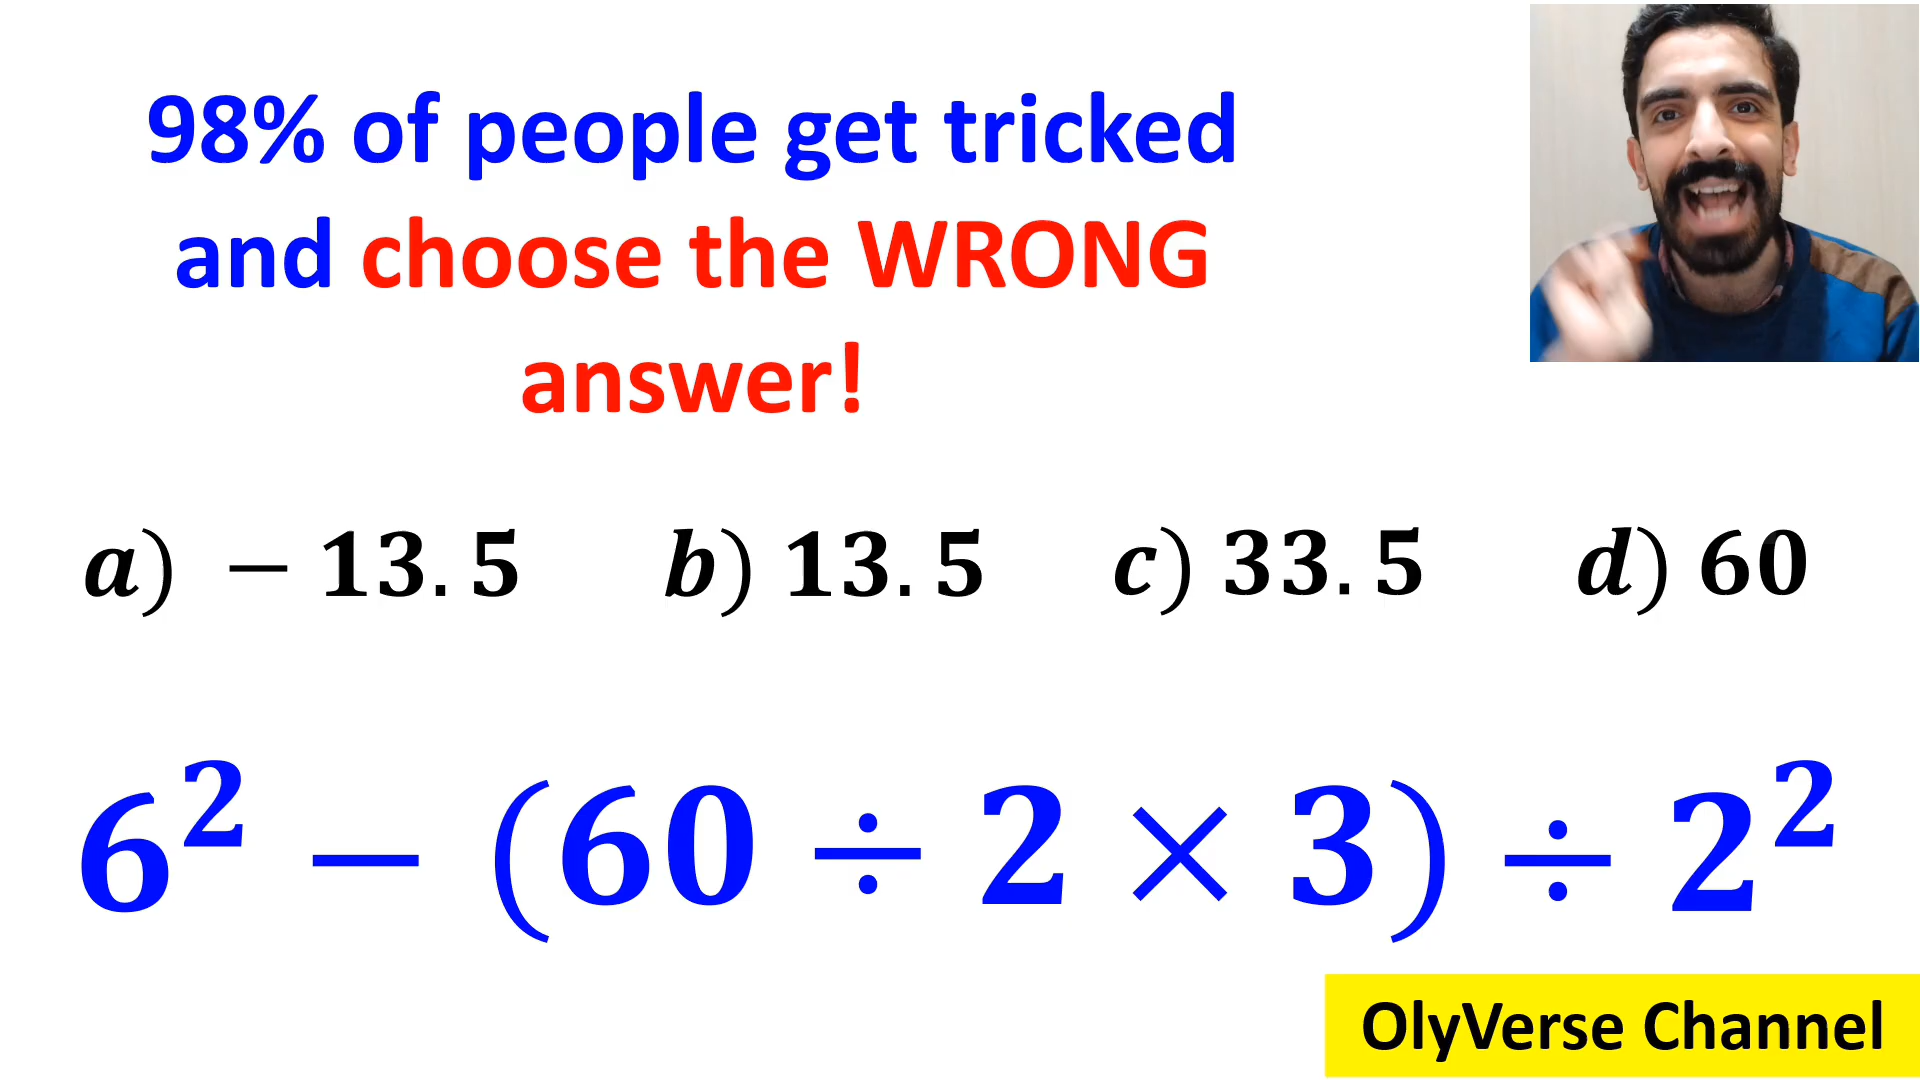 98% of people get tricked
and choose the WRONG
answer!
a) − 13.5 b) 13.5 c) 33.5 d) 60
6² − (60 ÷ 2 × 3) ÷ 2²
OlyVerse Channel